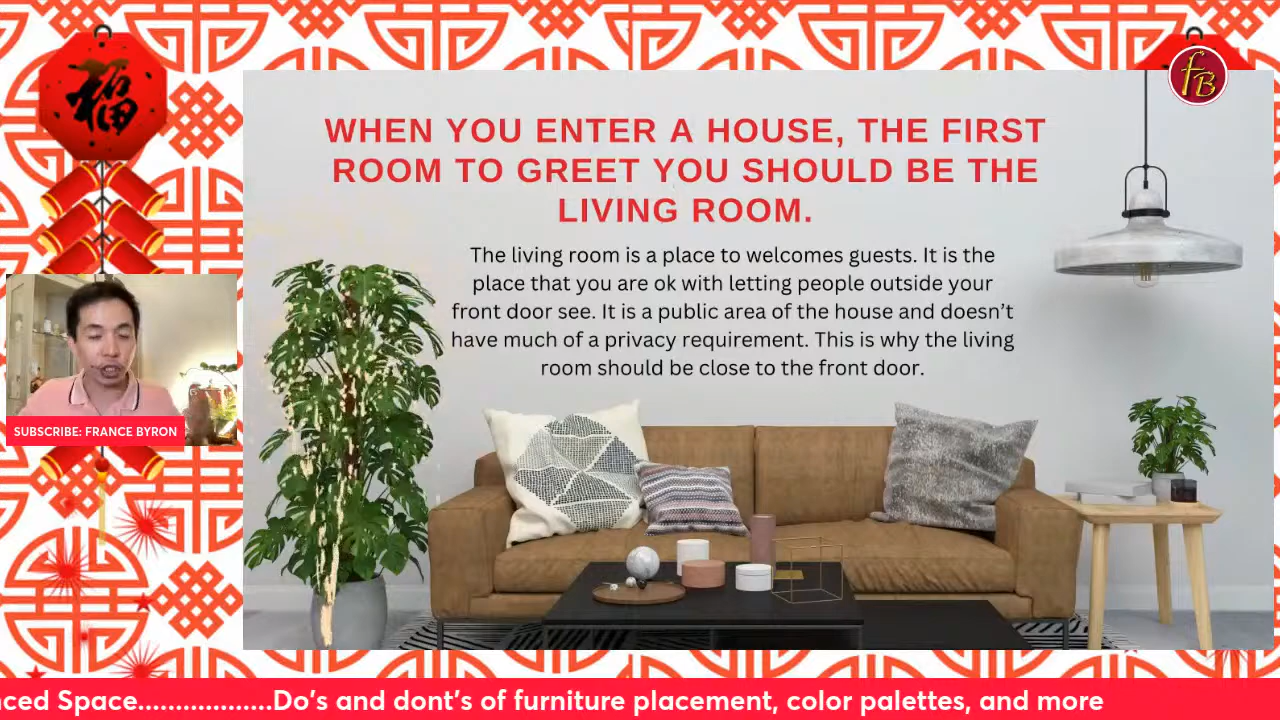 福
fB
WHEN YOU ENTER A HOUSE, THE FIRST
ROOM TO GREET YOU SHOULD BE THE
LIVING ROOM.
The living room is a place to welcomes guests. It is the
place that you are ok with letting people outside your
front door see. It is a public area of the house and doesn't
have much of a privacy requirement. This is why the living
room should be close to the front door.
SUBSCRIBE: FRANCE BYRON
nced Space..................Do's and dont's of furniture placement, color palettes, and more